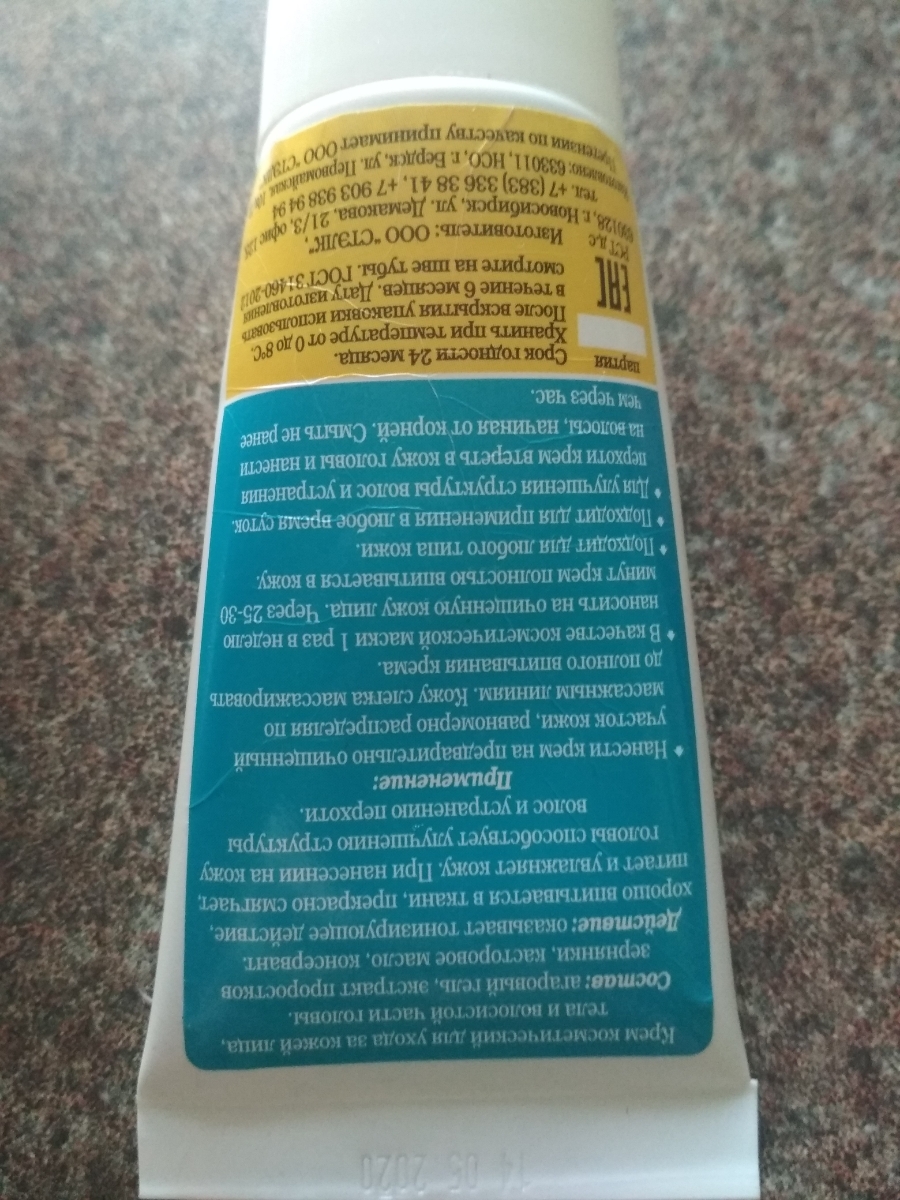 Крем косметический для ухода за кожей лица,
тела и волосистой части головы.
Состав: агаровый гель, экстракт проростков
зернянки, касторовое масло, консервант.
Действие: оказывает тонизирующее действие,
хорошо впитывается в ткани, прекрасно смягчает,
питает и увлажняет кожу. При нанесении на кожу
головы способствует улучшению структуры
волос и устранению перхоти.
Применение:
♦ Нанести крем на предварительно очищенный
участок кожи, равномерно распределяя по
массажным линиям. Кожу слегка массажировать
до полного впитывания крема.
♦ В качестве косметической маски 1 раз в неделю
наносить на очищенную кожу лица. Через 25-30
минут крем полностью впитывается в кожу.
♦ Подходит для любого типа кожи.
♦ Подходит для применения в любое время суток.
♦ Для улучшения структуры волос и устранения
перхоти крем втереть в кожу головы и нанести
на волосы, начиная от корней. Смыть не ранее
чем через час.
партия
Срок годности 24 месяца.
Хранить при температуре от 0 до 8°С.
После вскрытия упаковки использовать
в течение 6 месяцев. Дату изготовления
смотрите на шве тубы. ГОСТ 31460-2012
ЕАС
РСТ д.с
Изготовитель: ООО "СТЭЛК",
630128, г. Новосибирск, ул. Демакова, 21/3, офис
тел. +7 (383) 336 38 41, +7 903 938 94 94
Изготовлено: 633011, НСО, г. Бердск, ул. Первомайская,
Претензии по качеству принимает ООО "СТЭЛК"
14 05 2020